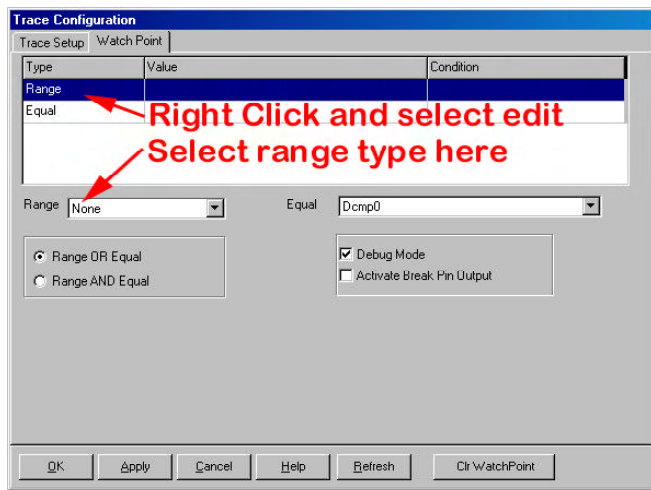 Trace Configuration
Trace Setup Watch Point
Type Value Condition
Range
Equal
Right Click and select edit
Select range type here
Range None Equal Dcmp0
Range OR Equal
Range AND Equal
Debug Mode
Activate Break Pin Output
OK Apply Cancel Help Refresh Clr WatchPoint